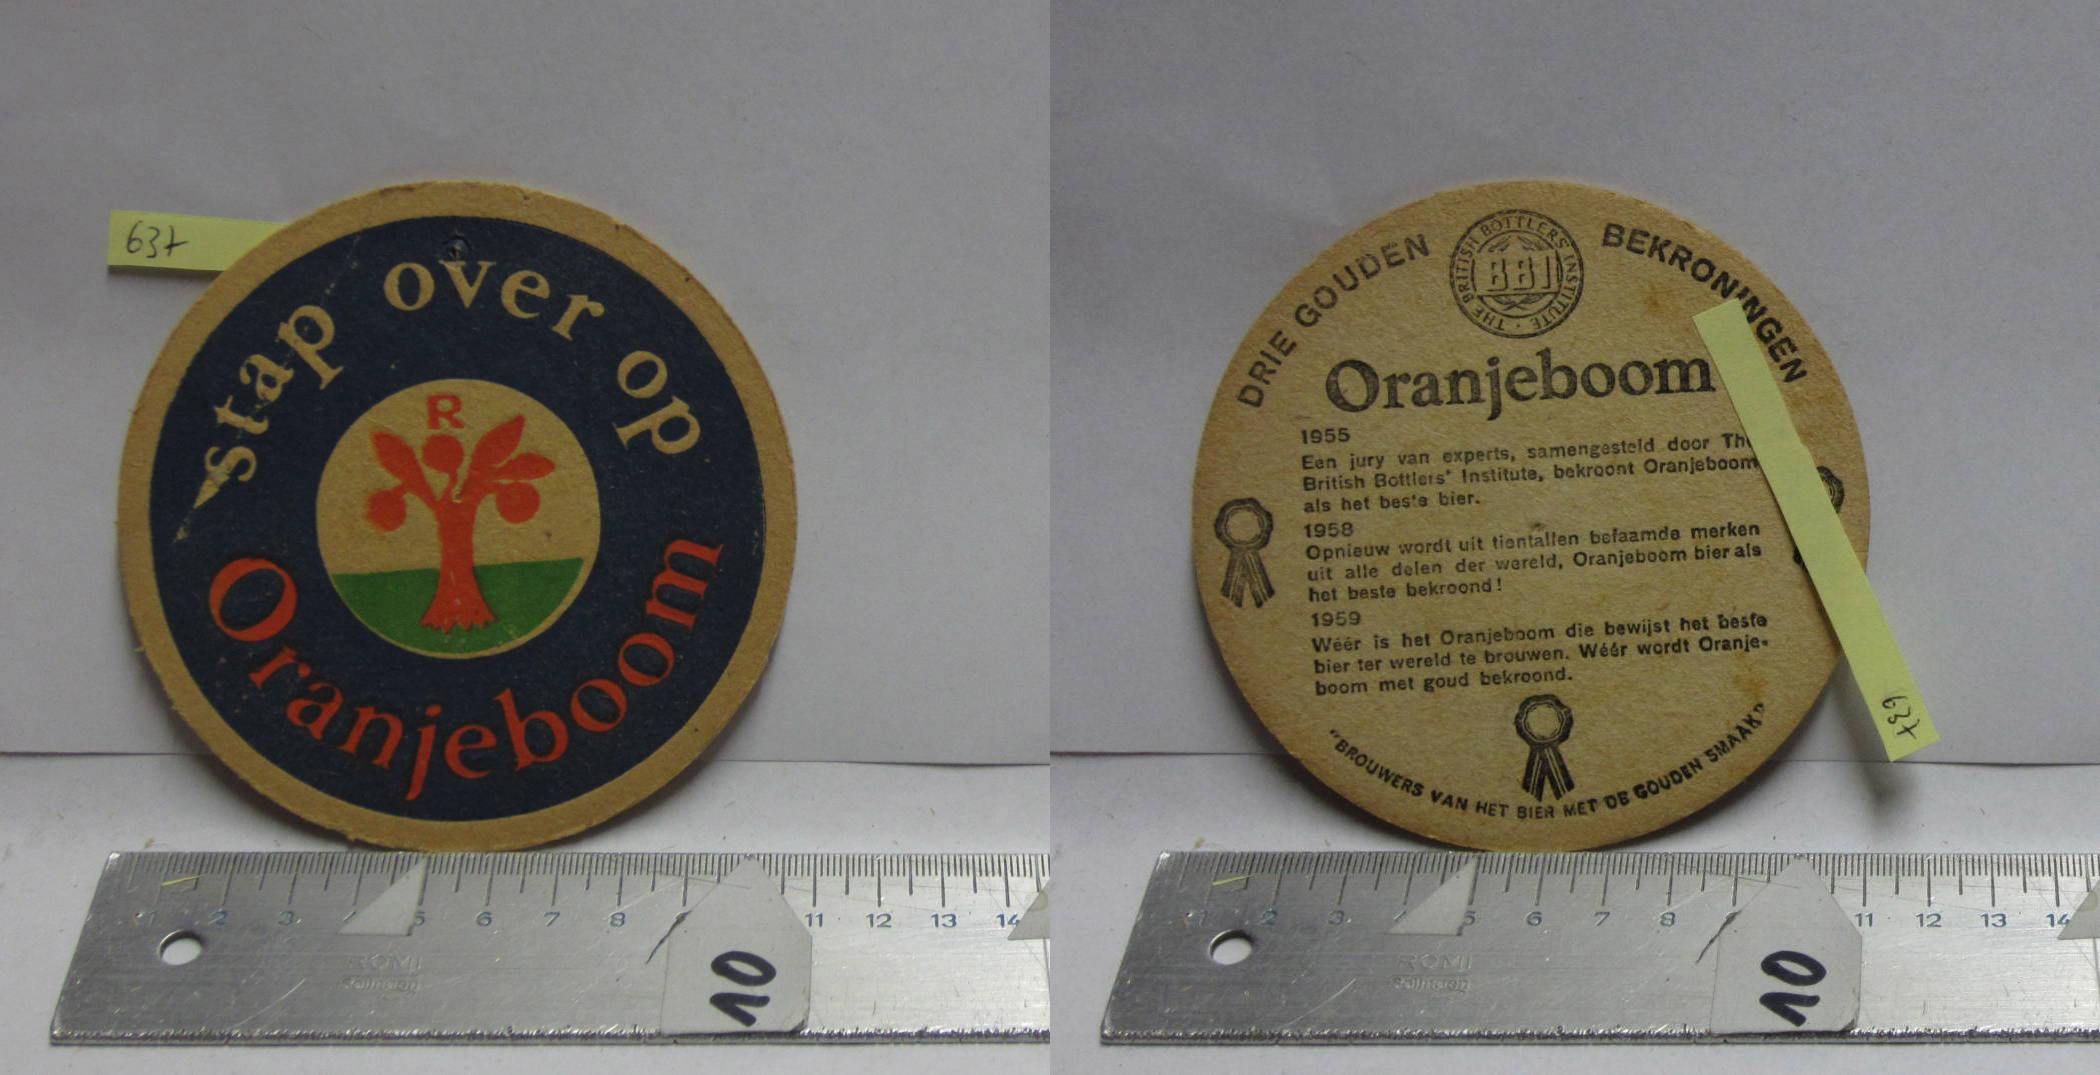 637
stap over op
R
Oranjeboom
1 2 3 4 5 6 7 8 9 11 12 13 14
ROMI
10
DRIE GOUDEN BEKRONINGEN
THE BRITISH BOTTLERS' INSTITUTE
BBI
Oranjeboom
1955
Een jury van experts, samengesteld door The
British Bottlers' Institute, bekroont Oranjeboom
als het beste bier.
1958
Opnieuw wordt uit tientallen befaamde merken
uit alle delen der wereld, Oranjeboom bier als
het beste bekroond!
1959
Wéér is het Oranjeboom die bewijst het beste
bier ter wereld te brouwen. Wéér wordt Oranje-
boom met goud bekroond.
"BROUWERS VAN HET BIER MET DE GOUDEN SMAAK"
637
1 2 3 4 5 6 7 8 9 11 12 13 14
ROMI
10